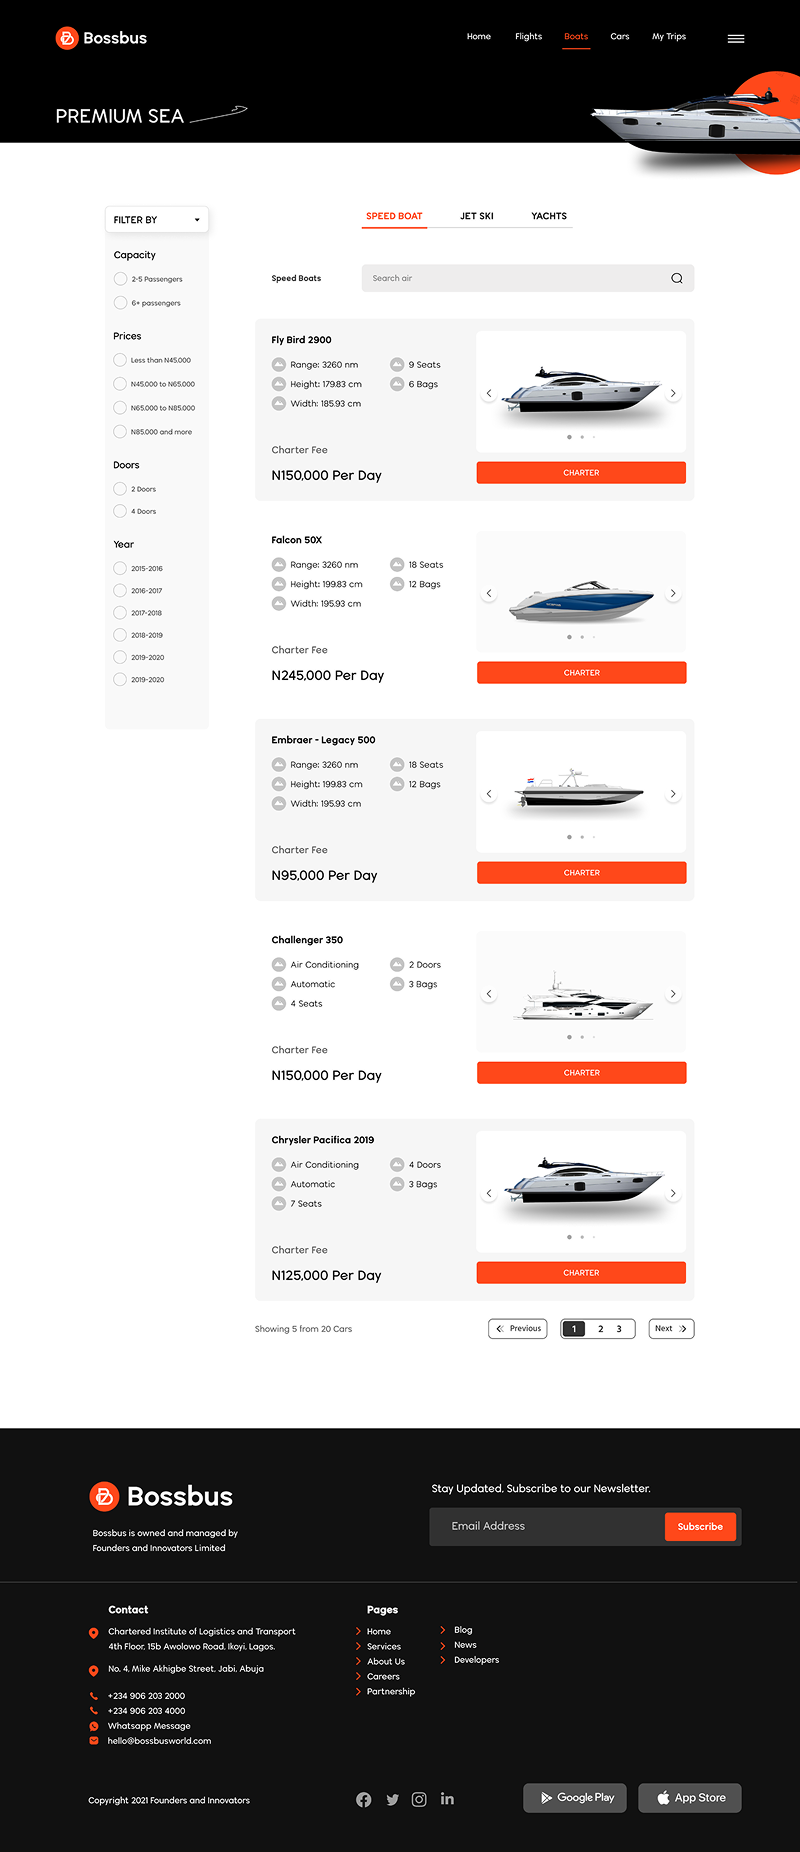 Bossbus
Home Flights Boats Cars My Trips
PREMIUM SEA
FILTER BY
Capacity
2-5 Passengers
6+ passengers
Prices
Less than N45.000
N45.000 to N65.000
N65.000 to N85.000
N85.000 and more
Doors
2 Doors
4 Doors
Year
2015-2016
2016-2017
2017-2018
2018-2019
2019-2020
2019-2020
SPEED BOAT JET SKI YACHTS
Speed Boats Search air
Fly Bird 2900
Range: 3260 nm 9 Seats
Height: 179.83 cm 6 Bags
Width: 185.93 cm
Charter Fee
N150,000 Per Day
CHARTER
Falcon 50X
Range: 3260 nm 18 Seats
Height: 199.83 cm 12 Bags
Width: 195.93 cm
Charter Fee
N245,000 Per Day
CHARTER
Embraer - Legacy 500
Range: 3260 nm 18 Seats
Height: 199.83 cm 12 Bags
Width: 195.93 cm
Charter Fee
N95,000 Per Day
CHARTER
Challenger 350
Air Conditioning 2 Doors
Automatic 3 Bags
4 Seats
Charter Fee
N150,000 Per Day
CHARTER
Chrysler Pacifica 2019
Air Conditioning 4 Doors
Automatic 3 Bags
7 Seats
Charter Fee
N125,000 Per Day
CHARTER
Showing 5 from 20 Cars Previous 1 2 3 Next
Bossbus
Bossbus is owned and managed by
Founders and Innovators Limited
Stay Updated, Subscribe to our Newsletter.
Email Address Subscribe
Contact
Chartered Institute of Logistics and Transport
4th Floor, 15b Awolowo Road, Ikoyi, Lagos.
No. 4, Mike Akhigbe Street, Jabi, Abuja
+234 906 203 2000
+234 906 203 4000
Whatsapp Message
hello@bossbusworld.com
Pages
Home
Services
About Us
Careers
Partnership
Blog
News
Developers
Copyright 2021 Founders and Innovators
Google Play
App Store